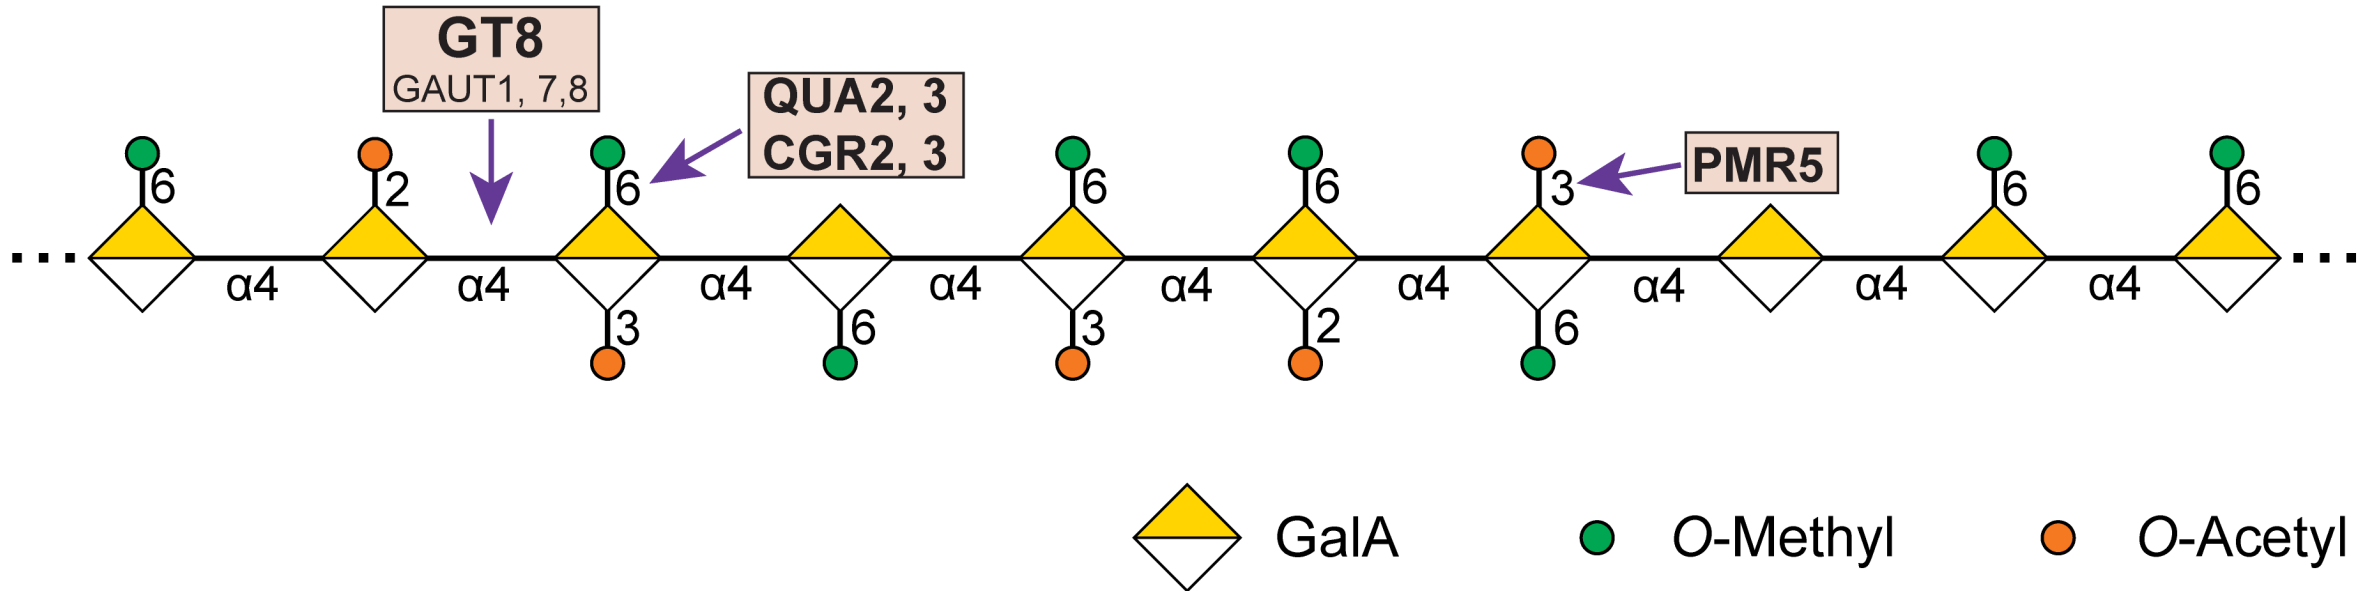 GT8
GAUT1, 7,8
QUA2, 3
CGR2, 3
PMR5
6 2 6 6 6 3 6 6
... α4 α4 α4 α4 α4 α4 α4 α4 α4 ...
3 6 3 2 6
GalA O-Methyl O-Acetyl